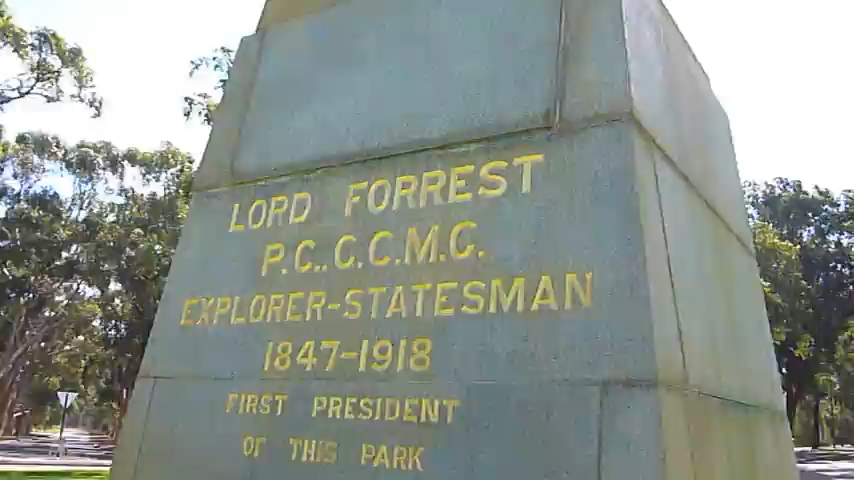 LORD FORREST
P.C., G.C.M.G.
EXPLORER-STATESMAN
1847-1918
FIRST PRESIDENT
OF THIS PARK